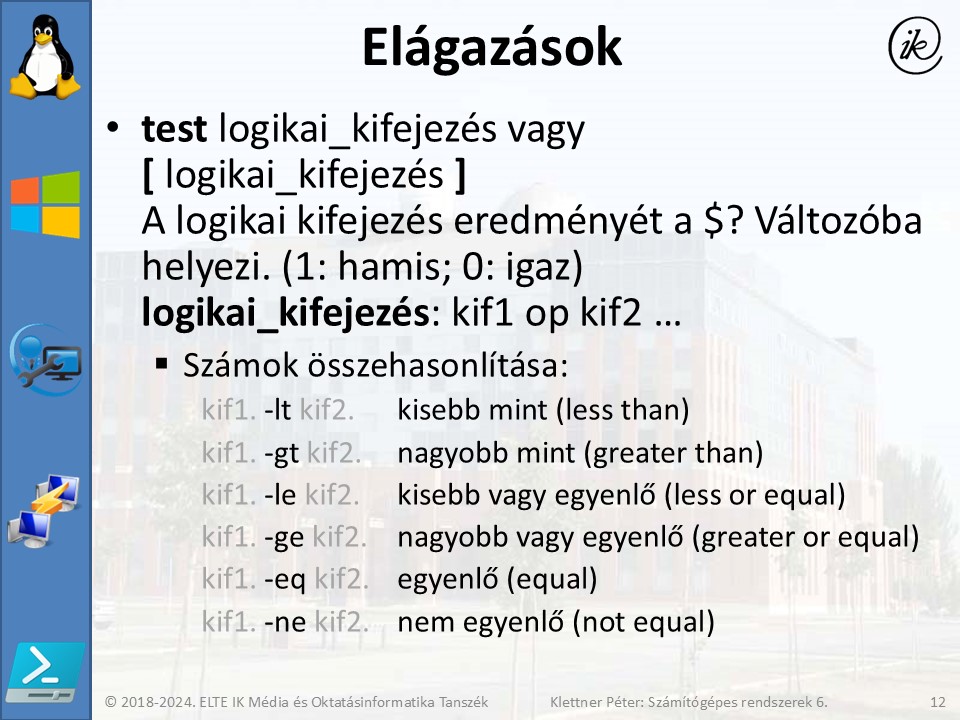 Elágazások
ik
• test logikai_kifejezés vagy
[ logikai_kifejezés ]
A logikai kifejezés eredményét a $? Változóba
helyezi. (1: hamis; 0: igaz)
logikai_kifejezés: kif1 op kif2 …
▪ Számok összehasonlítása:
kif1. -lt kif2. kisebb mint (less than)
kif1. -gt kif2. nagyobb mint (greater than)
kif1. -le kif2. kisebb vagy egyenlő (less or equal)
kif1. -ge kif2. nagyobb vagy egyenlő (greater or equal)
kif1. -eq kif2. egyenlő (equal)
kif1. -ne kif2. nem egyenlő (not equal)
© 2018-2024. ELTE IK Média és Oktatásinformatika Tanszék Klettner Péter: Számítógépes rendszerek 6. 12